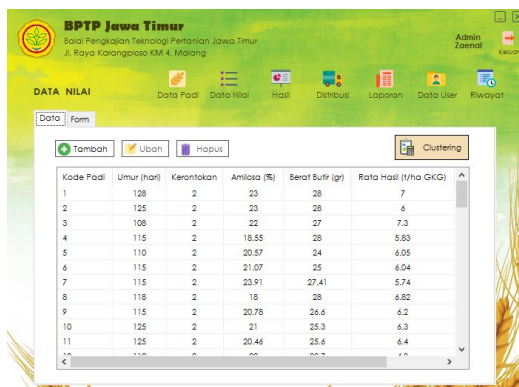 BPTP Jawa Timur
Balai Pengkajian Teknologi Pertanian Jawa Timur
Jl. Raya Karangploso KM 4, Malang
Admin
Zaenal
Keluar
DATA NILAI
Data Padi Data Nilai Hasil Distribusi Laporan Data User Riwayat
Data Form
Tambah Ubah Hapus Clustering
Kode Padi Umur (hari) Kerontokan Amilosa (%) Berat Butir (gr) Rata Hasil (t/ha GKG)
1 128 2 23 28 7
2 125 2 23 28 6
3 108 2 22 27 7.3
4 115 2 18.55 28 5.83
5 110 2 20.57 24 6.05
6 115 2 21.07 25 6.04
7 115 2 23.91 27.41 5.74
8 118 2 18 28 6.82
9 115 2 20.78 26.6 6.2
10 125 2 21 25.3 6.3
11 125 2 20.46 25.6 6.4